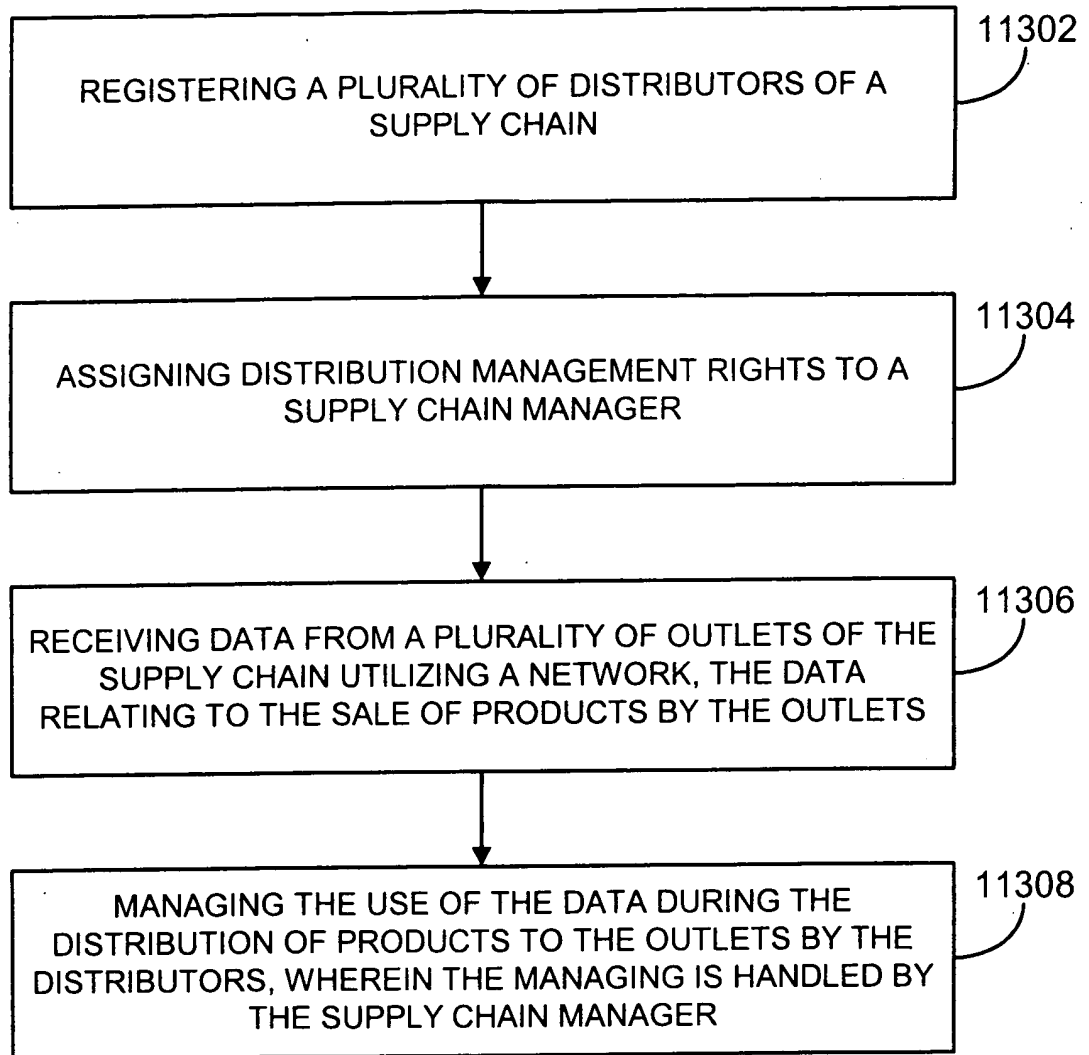 11302
REGISTERING A PLURALITY OF DISTRIBUTORS OF A
SUPPLY CHAIN
11304
ASSIGNING DISTRIBUTION MANAGEMENT RIGHTS TO A
SUPPLY CHAIN MANAGER
11306
RECEIVING DATA FROM A PLURALITY OF OUTLETS OF THE
SUPPLY CHAIN UTILIZING A NETWORK, THE DATA
RELATING TO THE SALE OF PRODUCTS BY THE OUTLETS
11308
MANAGING THE USE OF THE DATA DURING THE
DISTRIBUTION OF PRODUCTS TO THE OUTLETS BY THE
DISTRIBUTORS, WHEREIN THE MANAGING IS HANDLED BY
THE SUPPLY CHAIN MANAGER